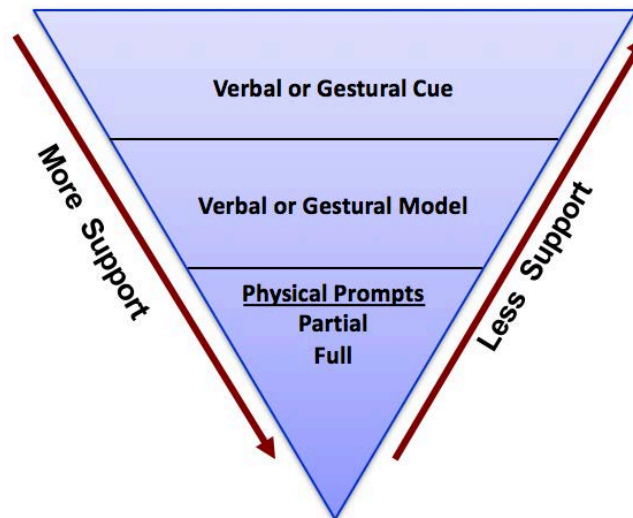 Verbal or Gestural Cue
More Support
Less Support
Verbal or Gestural Model
Physical Prompts
Partial
Full